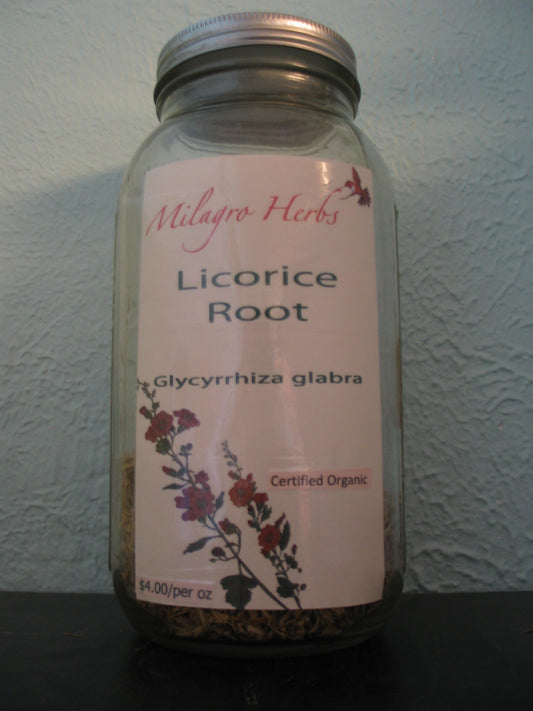 Milagro Herbs
Licorice
Root
Glycyrrhiza glabra
Certified Organic
$4.00/per oz